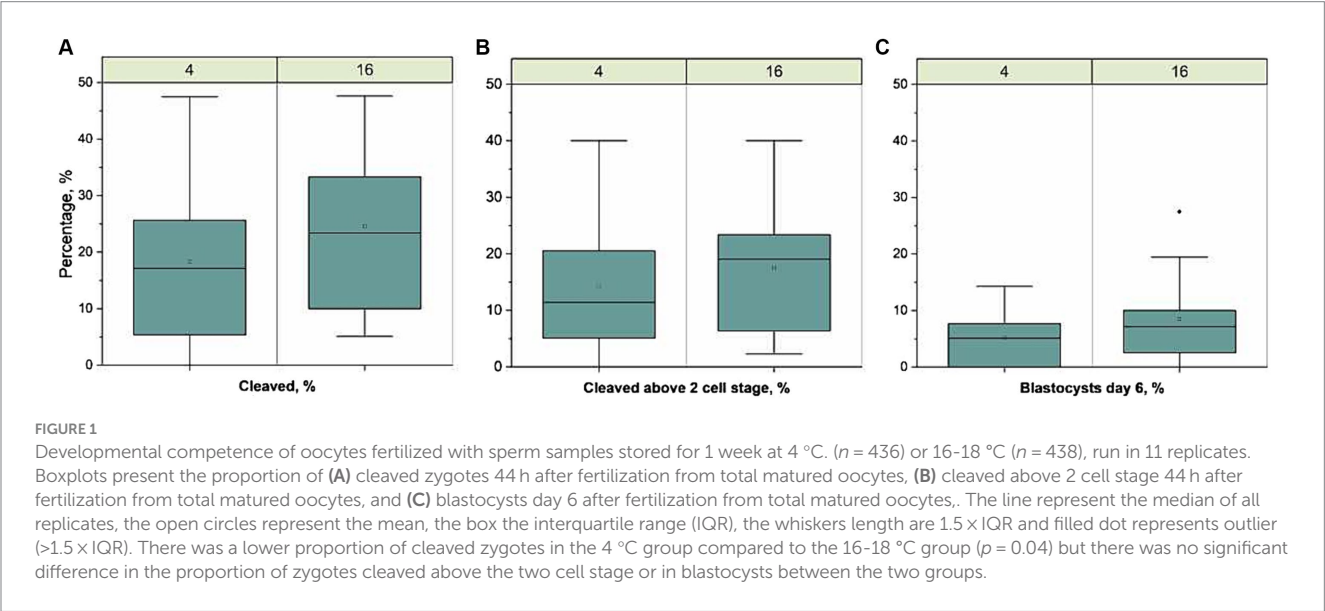 A
B
C
4
16
4
16
4
16
50
40
30
20
10
0
Percentage, %
50
40
30
20
10
0
50
40
30
20
10
0
Cleaved, %
Cleaved above 2 cell stage, %
Blastocysts day 6, %
FIGURE 1
Developmental competence of oocytes fertilized with sperm samples stored for 1 week at 4 °C. (n = 436) or 16-18 °C (n = 438), run in 11 replicates.
Boxplots present the proportion of (A) cleaved zygotes 44 h after fertilization from total matured oocytes, (B) cleaved above 2 cell stage 44 h after
fertilization from total matured oocytes, and (C) blastocysts day 6 after fertilization from total matured oocytes,. The line represent the median of all
replicates, the open circles represent the mean, the box the interquartile range (IQR), the whiskers length are 1.5 × IQR and filled dot represents outlier
(>1.5 × IQR). There was a lower proportion of cleaved zygotes in the 4 °C group compared to the 16-18 °C group (p = 0.04) but there was no significant
difference in the proportion of zygotes cleaved above the two cell stage or in blastocysts between the two groups.